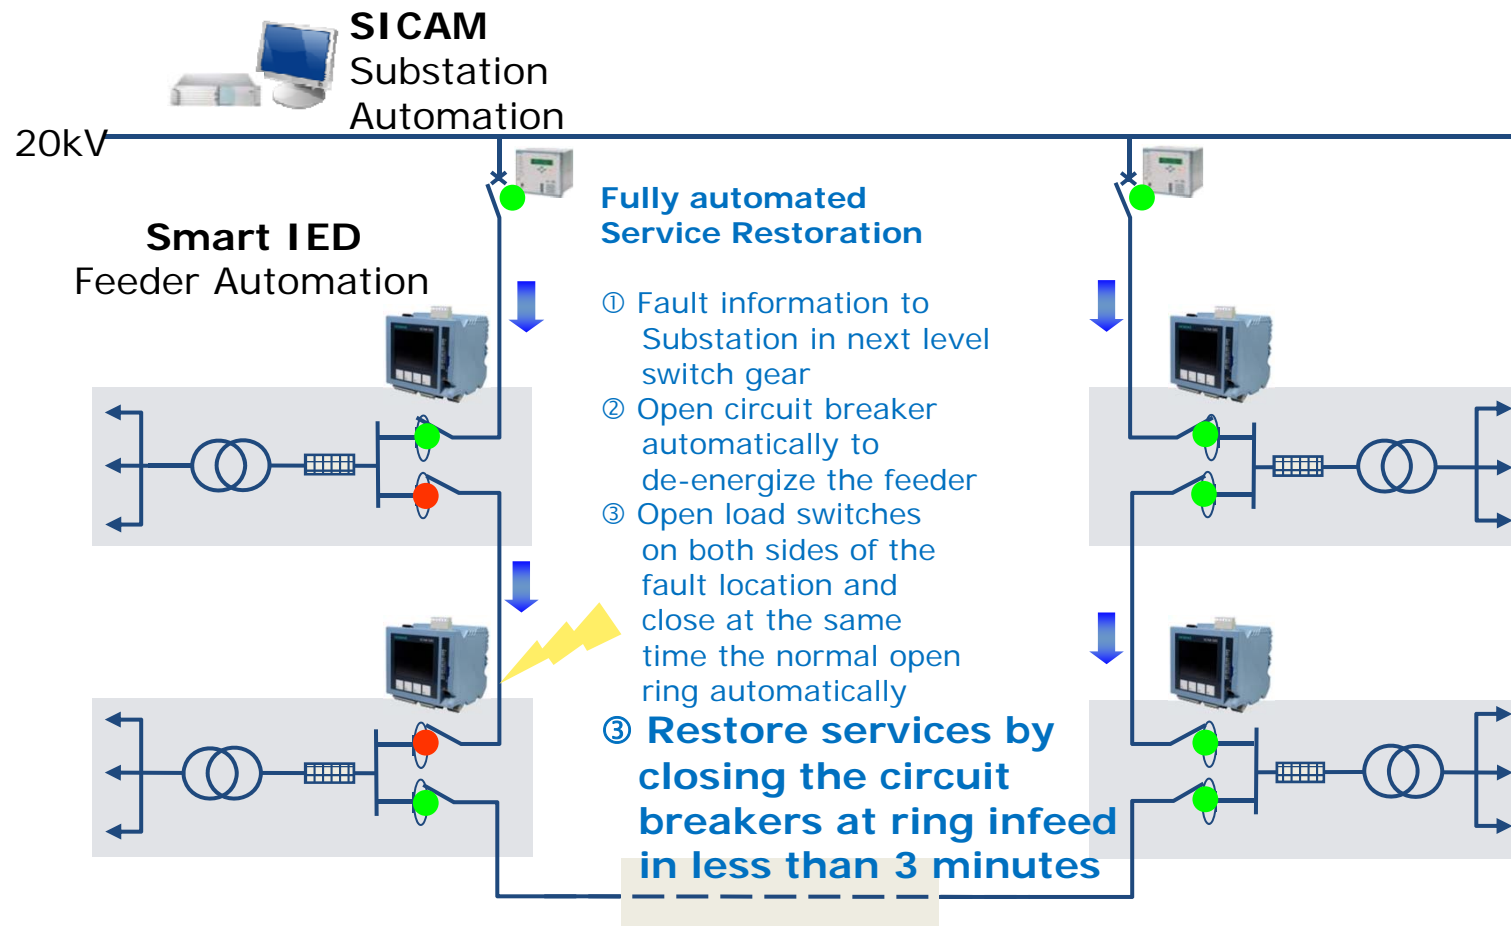 SICAM
Substation
Automation
20kV
Smart IED
Feeder Automation
Fully automated
Service Restoration
① Fault information to
Substation in next level
switch gear
② Open circuit breaker
automatically to
de-energize the feeder
③ Open load switches
on both sides of the
fault location and
close at the same
time the normal open
ring automatically
③ Restore services by
closing the circuit
breakers at ring infeed
in less than 3 minutes